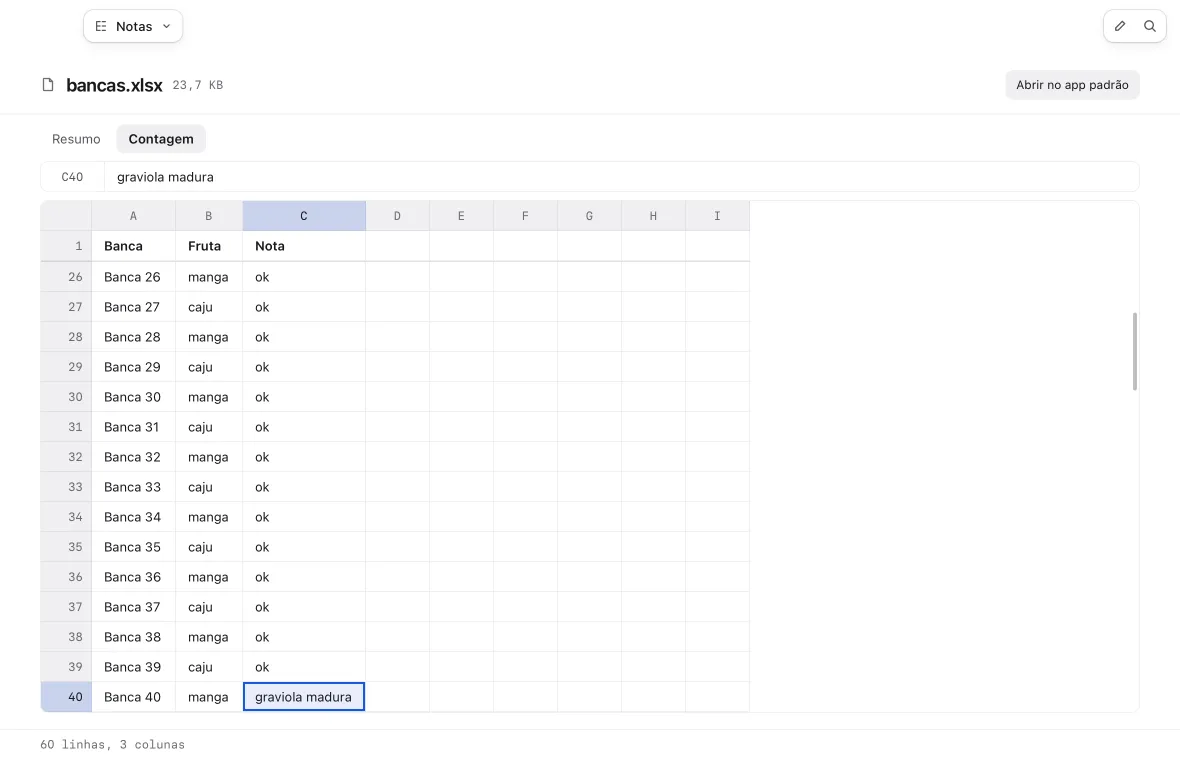 Notas
bancas.xlsx 23,7 KB
Abrir no app padrão
Resumo Contagem
C40 graviola madura
A B C D E F G H I
1 Banca Fruta Nota
26 Banca 26 manga ok
27 Banca 27 caju ok
28 Banca 28 manga ok
29 Banca 29 caju ok
30 Banca 30 manga ok
31 Banca 31 caju ok
32 Banca 32 manga ok
33 Banca 33 caju ok
34 Banca 34 manga ok
35 Banca 35 caju ok
36 Banca 36 manga ok
37 Banca 37 caju ok
38 Banca 38 manga ok
39 Banca 39 caju ok
40 Banca 40 manga graviola madura
60 linhas, 3 colunas